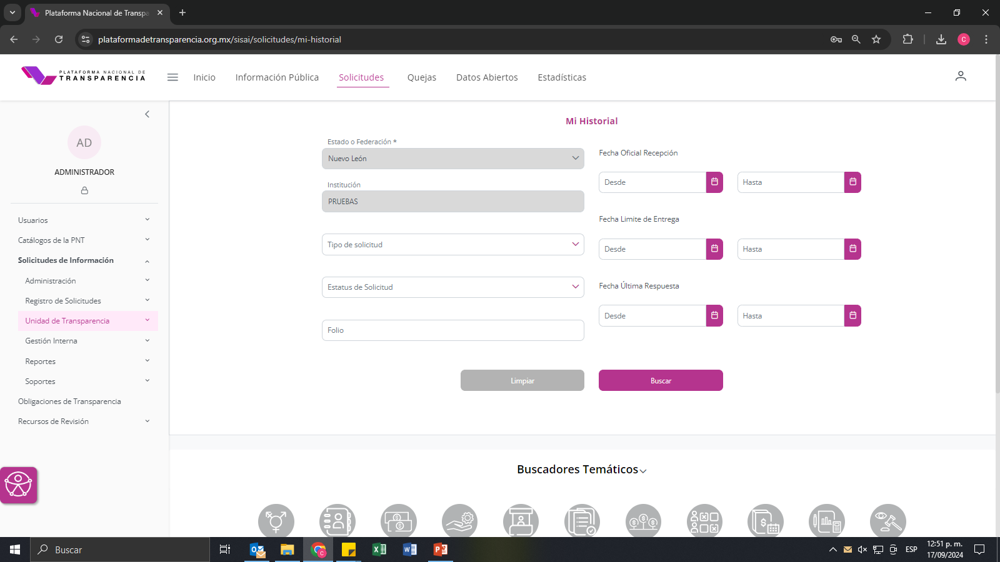 Plataforma Nacional de Transpa
plataformadetransparencia.org.mx/sisai/solicitudes/mi-historial
C
PLATAFORMA NACIONAL DE
TRANSPARENCIA
Inicio
Información Pública
Solicitudes
Quejas
Datos Abiertos
Estadísticas
AD
ADMINISTRADOR
Usuarios
Catálogos de la PNT
Solicitudes de Información
Administración
Registro de Solicitudes
Unidad de Transparencia
Gestión Interna
Reportes
Soportes
Obligaciones de Transparencia
Recursos de Revisión
Mi Historial
Estado o Federación *
Nuevo León
Institución
PRUEBAS
Tipo de solicitud
Estatus de Solicitud
Folio
Fecha Oficial Recepción
Desde
Hasta
Fecha Limite de Entrega
Desde
Hasta
Fecha Última Respuesta
Desde
Hasta
Limpiar
Buscar
Buscadores Temáticos
Buscar
ESP
12:51 p. m.
17/09/2024